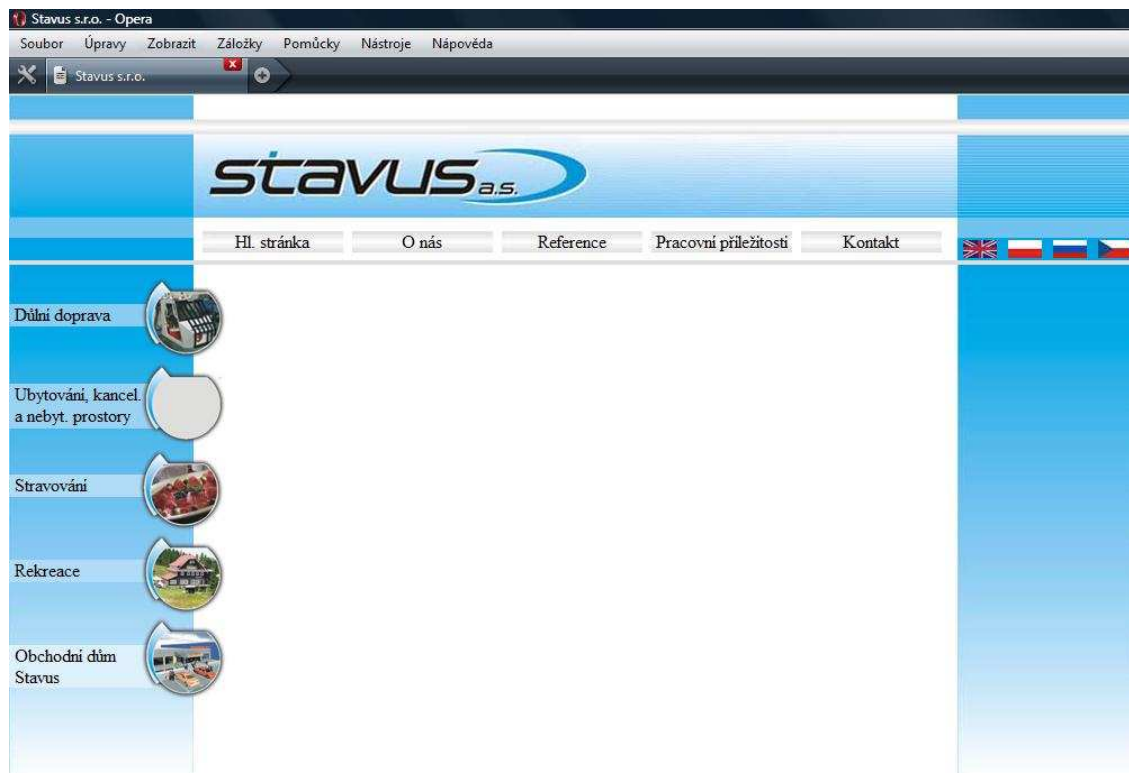 Stavus s.r.o. - Opera
Soubor Úpravy Zobrazit Záložky Pomůcky Nástroje Nápověda
Stavus s.r.o.
stavus a.s.
Hl. stránka O nás Reference Pracovní příležitosti Kontakt
Důlní doprava
Ubytování, kancel.
a nebyt. prostory
Stravování
Rekreace
Obchodní dům
Stavus